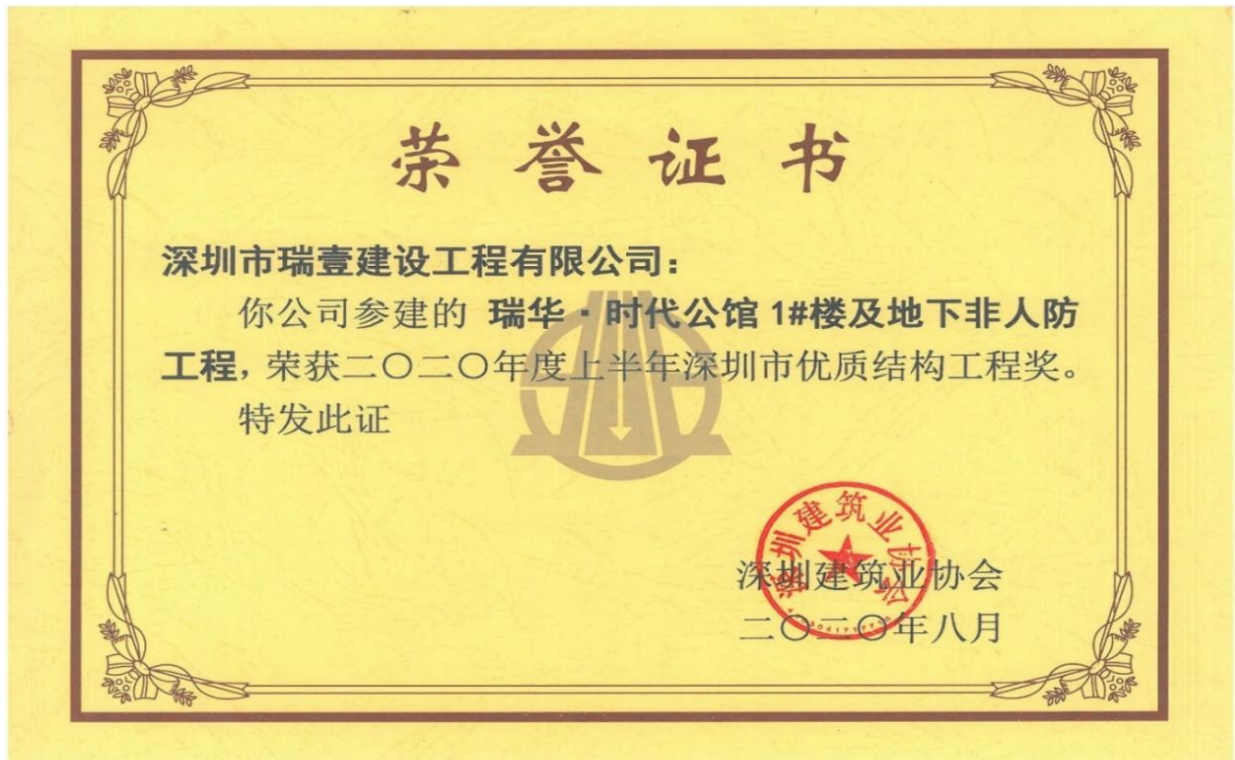 荣誉证书
深圳市瑞壹建设工程有限公司：
你公司参建的 瑞华·时代公馆 1#楼及地下非人防
工程，荣获二〇二〇年度上半年深圳市优质结构工程奖。
特发此证
深圳建筑业协会
深圳建筑业协会
二〇二〇年八月